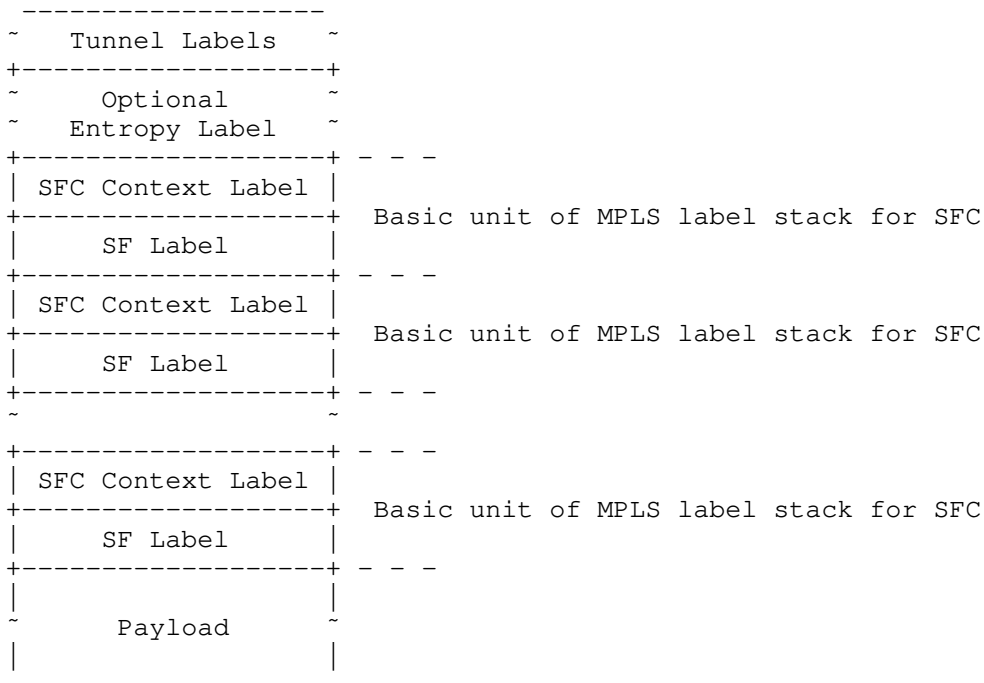 Tunnel Labels
Optional
Entropy Label
SFC Context Label
Basic unit of MPLS label stack for SFC
SF Label
SFC Context Label
Basic unit of MPLS label stack for SFC
SF Label
SFC Context Label
Basic unit of MPLS label stack for SFC
SF Label
Payload